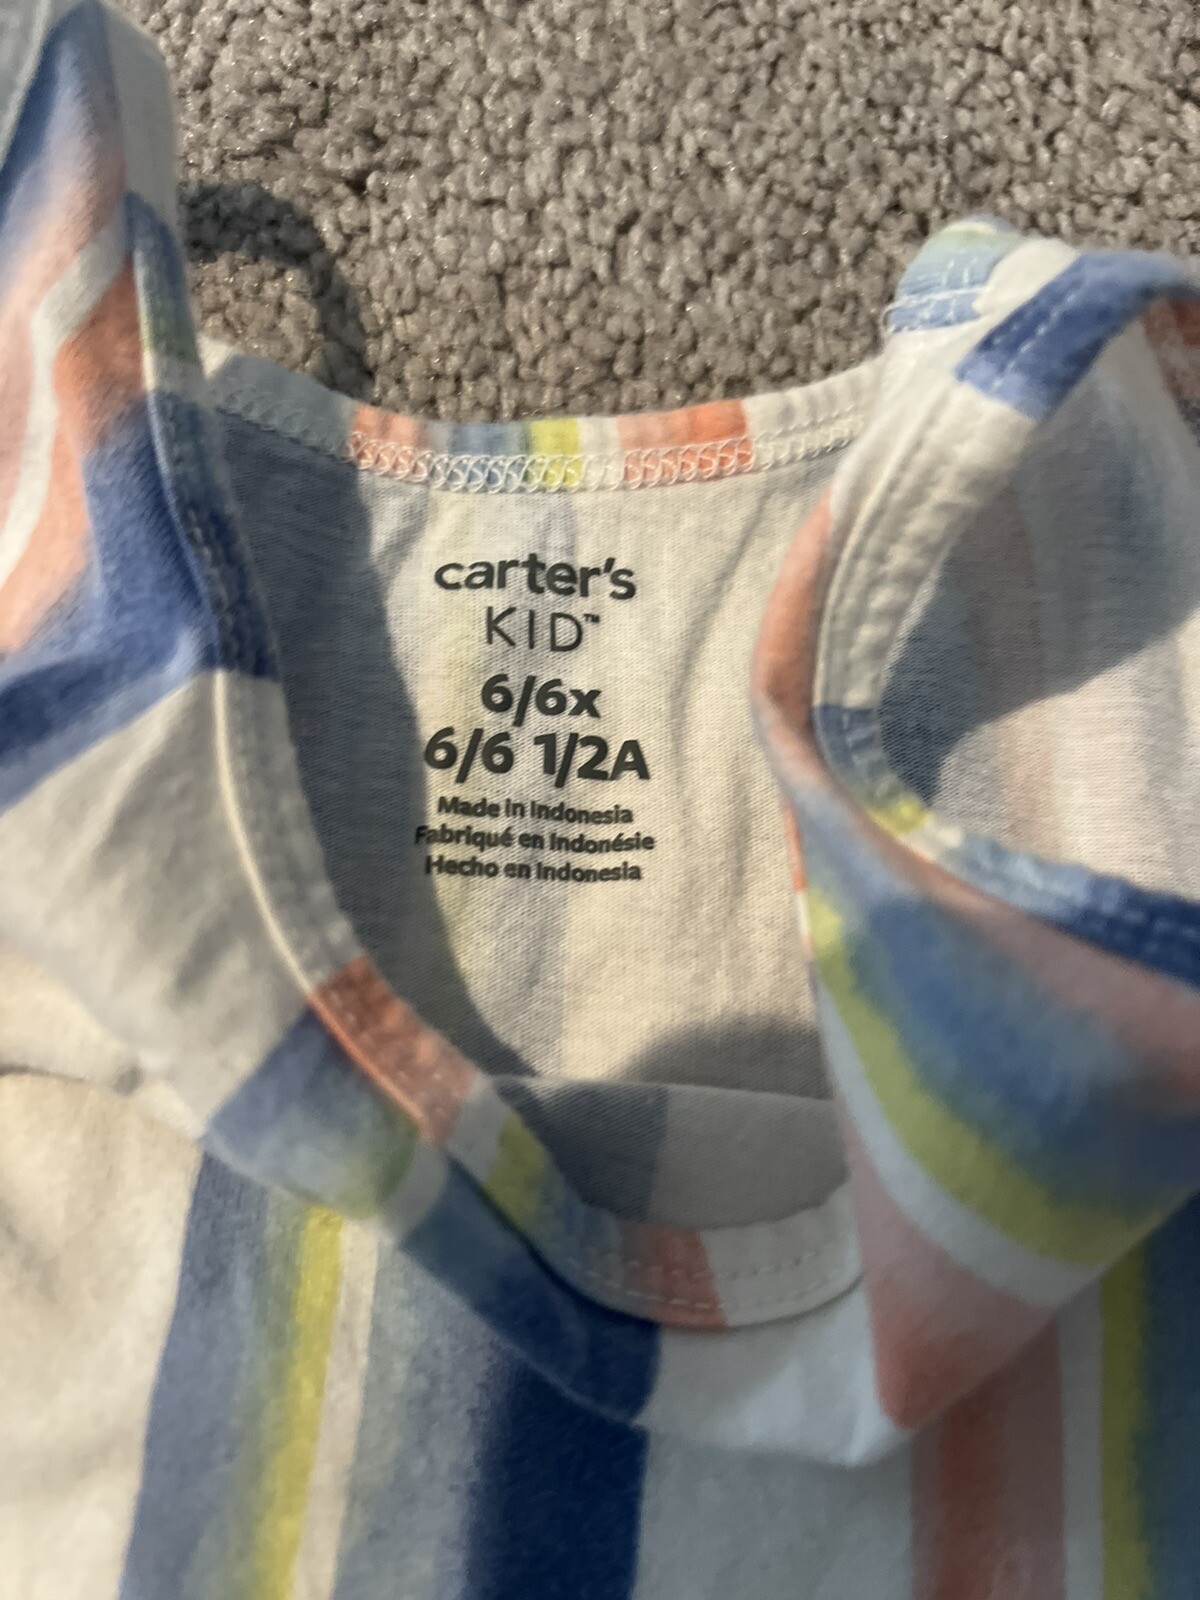 carter's
KID™
6/6x
6/6 1/2A
Made in Indonesia
Fabriqué en Indonésie
Hecho en Indonesia